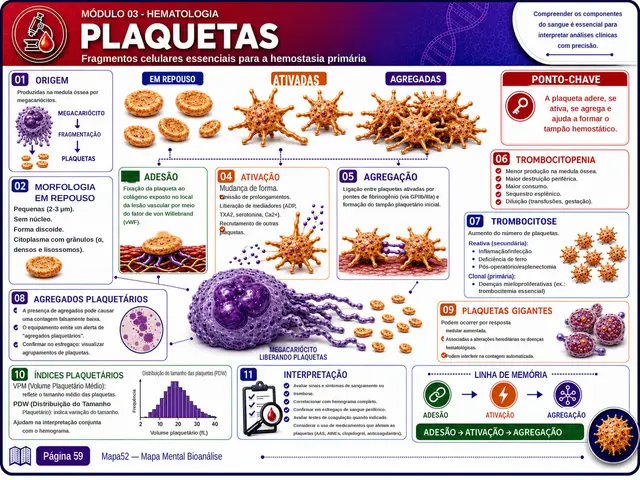 MÓDULO 03 - HEMATOLOGIA
PLAQUETAS
Fragmentos celulares essenciais para a hemostasia primária
Compreender os componentes
do sangue é essencial para
interpretar análises clínicas
com precisão.
01 ORIGEM
Produzidas na medula óssea por
megacariócitos.
MEGACARIÓCITO
FRAGMENTAÇÃO
PLAQUETAS
EM REPOUSO
ATIVADAS
AGREGADAS
PONTO-CHAVE
A plaqueta adere, se
ativa, se agrega e
ajuda a formar o
tampão hemostático.
02 MORFOLOGIA
EM REPOUSO
Pequenas (2-3 µm).
Sem núcleo.
Forma discoide.
Citoplasma com grânulos (α,
densos e lisossomos).
ADESÃO
Fixação da plaqueta ao
colágeno exposto no local
da lesão vascular por meio
do fator de von Willebrand
(vWF).
04 ATIVAÇÃO
Mudança de forma.
Emissão de prolongamentos.
Liberação de mediadores (ADP,
TXA2, serotonina, Ca2+).
Recrutamento de outras
plaquetas.
05 AGREGAÇÃO
Ligação entre plaquetas ativadas por
pontes de fibrinogênio (via GPIIb/IIIa) e
formação do tampão plaquetário inicial.
06 TROMBOCITOPENIA
Menor produção na medula óssea.
Maior destruição periférica.
Maior consumo.
Sequestro esplênico.
Diluição (transfusões, gestação).
07 TROMBOCITOSE
Aumento do número de plaquetas.
Reativa (secundária):
Inflamação/infecção
Deficiência de ferro
Pós-operatório/esplenectomia
Clonal (primária):
Doenças mieloproliferativas (ex.:
trombocitemia essencial)
08 AGREGADOS PLAQUETÁRIOS
A presença de agregados pode causar
uma contagem falsamente baixa.
O equipamento emite um alerta de
"agregados plaquetários".
Confirmar no esfregaço: visualizar
agrupamentos de plaquetas.
MEGACARIÓCITO
LIBERANDO PLAQUETAS
09 PLAQUETAS GIGANTES
Podem ocorrer por resposta
medular aumentada.
Associadas a alterações hereditárias ou doenças
hematológicas.
Podem interferir na contagem automatizada.
10 ÍNDICES PLAQUETÁRIOS
VPM (Volume Plaquetário Médio):
reflete o tamanho médio das plaquetas.
PDW (Distribuição do Tamanho
Plaquetário): indica variação do tamanho.
Ajudam na interpretação conjunta
com o hemograma.
Distribuição do tamanho das plaquetas (PDW)
Frequência
2 10 20 30 40
Volume plaquetário (fL)
11 INTERPRETAÇÃO
Avaliar sinais e sintomas de sangramento ou
trombose.
Correlacionar com hemograma completo.
Confirmar em esfregaço de sangue periférico.
Avaliar testes de coagulação quando indicado.
Considerar o uso de medicamentos que afetam as
plaquetas (AAS, AINEs, clopidogrel, anticoagulantes).
LINHA DE MEMÓRIA
ADESÃO
ATIVAÇÃO
AGREGAÇÃO
ADESÃO → ATIVAÇÃO → AGREGAÇÃO
Página 59
Mapa52 — Mapa Mental Bioanálise